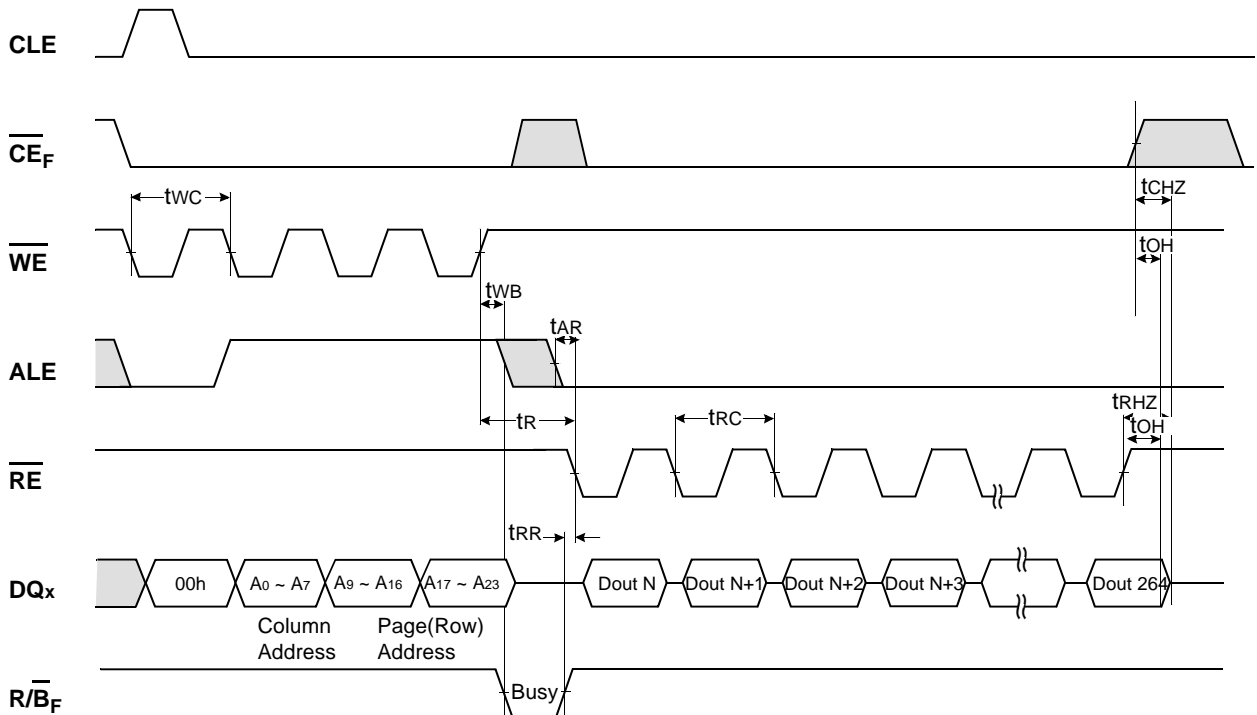 CLE
CEF
tWC
tCHZ
WE
tOH
tWB
tAR
ALE
tR
tRC
tRHZ
tOH
RE
tRR
DQx
00h
A0 ~ A7
A9 ~ A16
A17 ~ A23
Dout N
Dout N+1
Dout N+2
Dout N+3
Dout 264
Column
Address
Page(Row)
Address
R/BF
Busy